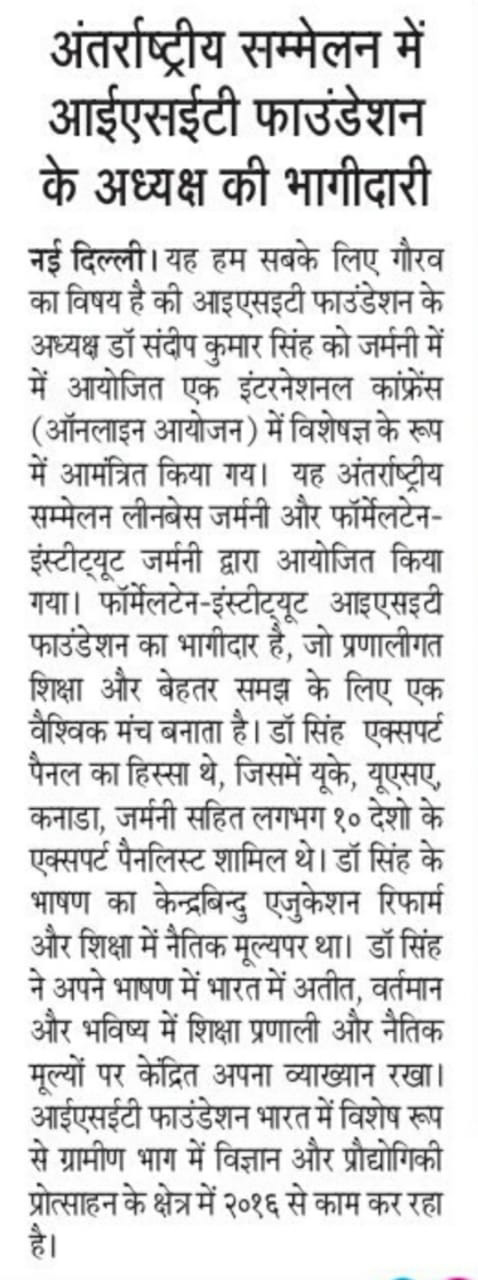 अंतर्राष्ट्रीय सम्मेलन में
आईएसईटी फाउंडेशन
के अध्यक्ष की भागीदारी
नई दिल्ली। यह हम सबके लिए गौरव
का विषय है की आइएसइटी फाउंडेशन के
अध्यक्ष डॉ संदीप कुमार सिंह को जर्मनी में
में आयोजित एक इंटरनेशनल कांफ्रेंस
(ऑनलाइन आयोजन) में विशेषज्ञ के रूप
में आमंत्रित किया गय। यह अंतर्राष्ट्रीय
सम्मेलन लीनबेस जर्मनी और फॉर्मेलटेन-
इंस्टीट्यूट जर्मनी द्वारा आयोजित किया
गया। फॉर्मेलटेन-इंस्टीट्यूट आइएसइटी
फाउंडेशन का भागीदार है, जो प्रणालीगत
शिक्षा और बेहतर समझ के लिए एक
वैश्विक मंच बनाता है। डॉ सिंह एक्सपर्ट
पैनल का हिस्सा थे, जिसमें यूके, यूएसए,
कनाडा, जर्मनी सहित लगभग १० देशो के
एक्सपर्ट पैनलिस्ट शामिल थे। डॉ सिंह के
भाषण का केन्द्रबिन्दु एजुकेशन रिफार्म
और शिक्षा में नैतिक मूल्यपर था। डॉ सिंह
ने अपने भाषण में भारत में अतीत, वर्तमान
और भविष्य में शिक्षा प्रणाली और नैतिक
मूल्यों पर केंद्रित अपना व्याख्यान रखा।
आईएसईटी फाउंडेशन भारत में विशेष रूप
से ग्रामीण भाग में विज्ञान और प्रौद्योगिकी
प्रोत्साहन के क्षेत्र में २०१६ से काम कर रहा
है।